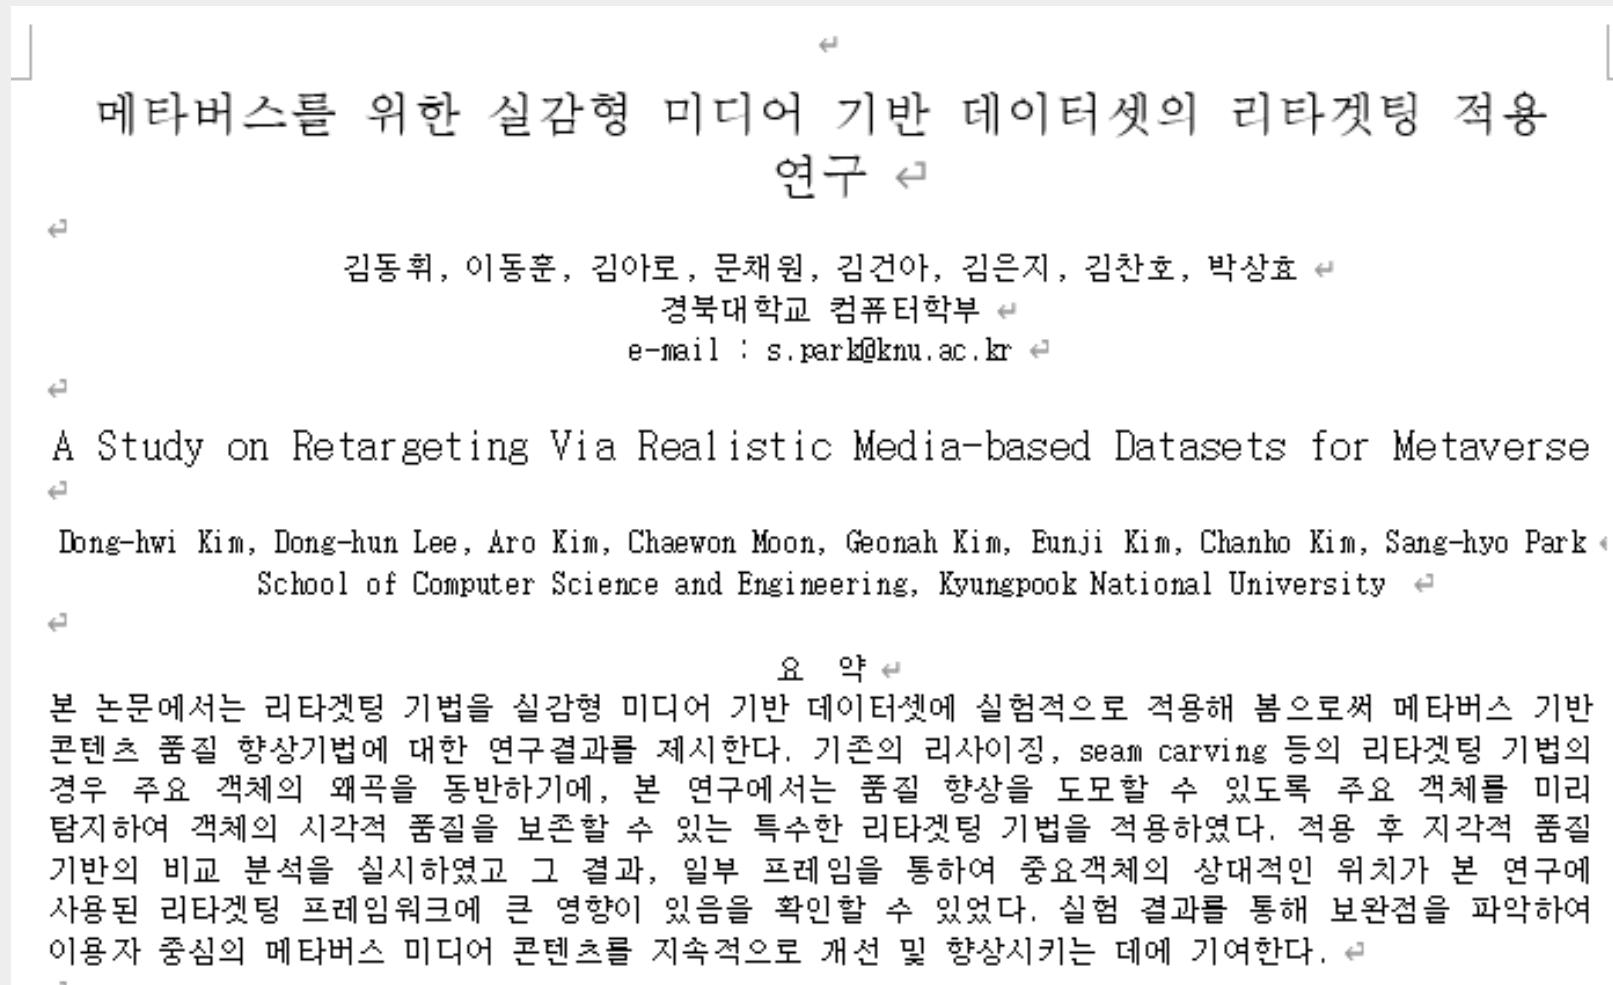 메타버스를 위한 실감형 미디어 기반 데이터셋의 리타겟팅 적용
연구
김동휘, 이동훈, 김아로, 문채원, 김건아, 김은지, 김찬호, 박상효
경북대학교 컴퓨터학부
e-mail : s.park@knu.ac.kr
A Study on Retargeting Via Realistic Media-based Datasets for Metaverse
Dong-hwi Kim, Dong-hun Lee, Aro Kim, Chaewon Moon, Geonah Kim, Eunji Kim, Chanho Kim, Sang-hyo Park
School of Computer Science and Engineering, Kyungpook National University
요 약
본 논문에서는 리타겟팅 기법을 실감형 미디어 기반 데이터셋에 실험적으로 적용해 봄으로써 메타버스 기반
콘텐츠 품질 향상기법에 대한 연구결과를 제시한다. 기존의 리사이징, seam carving 등의 리타겟팅 기법의
경우 주요 객체의 왜곡을 동반하기에, 본 연구에서는 품질 향상을 도모할 수 있도록 주요 객체를 미리
탐지하여 객체의 시각적 품질을 보존할 수 있는 특수한 리타겟팅 기법을 적용하였다. 적용 후 지각적 품질
기반의 비교 분석을 실시하였고 그 결과, 일부 프레임을 통하여 중요객체의 상대적인 위치가 본 연구에
사용된 리타겟팅 프레임워크에 큰 영향이 있음을 확인할 수 있었다. 실험 결과를 통해 보완점을 파악하여
이용자 중심의 메타버스 미디어 콘텐츠를 지속적으로 개선 및 향상시키는 데에 기여한다.